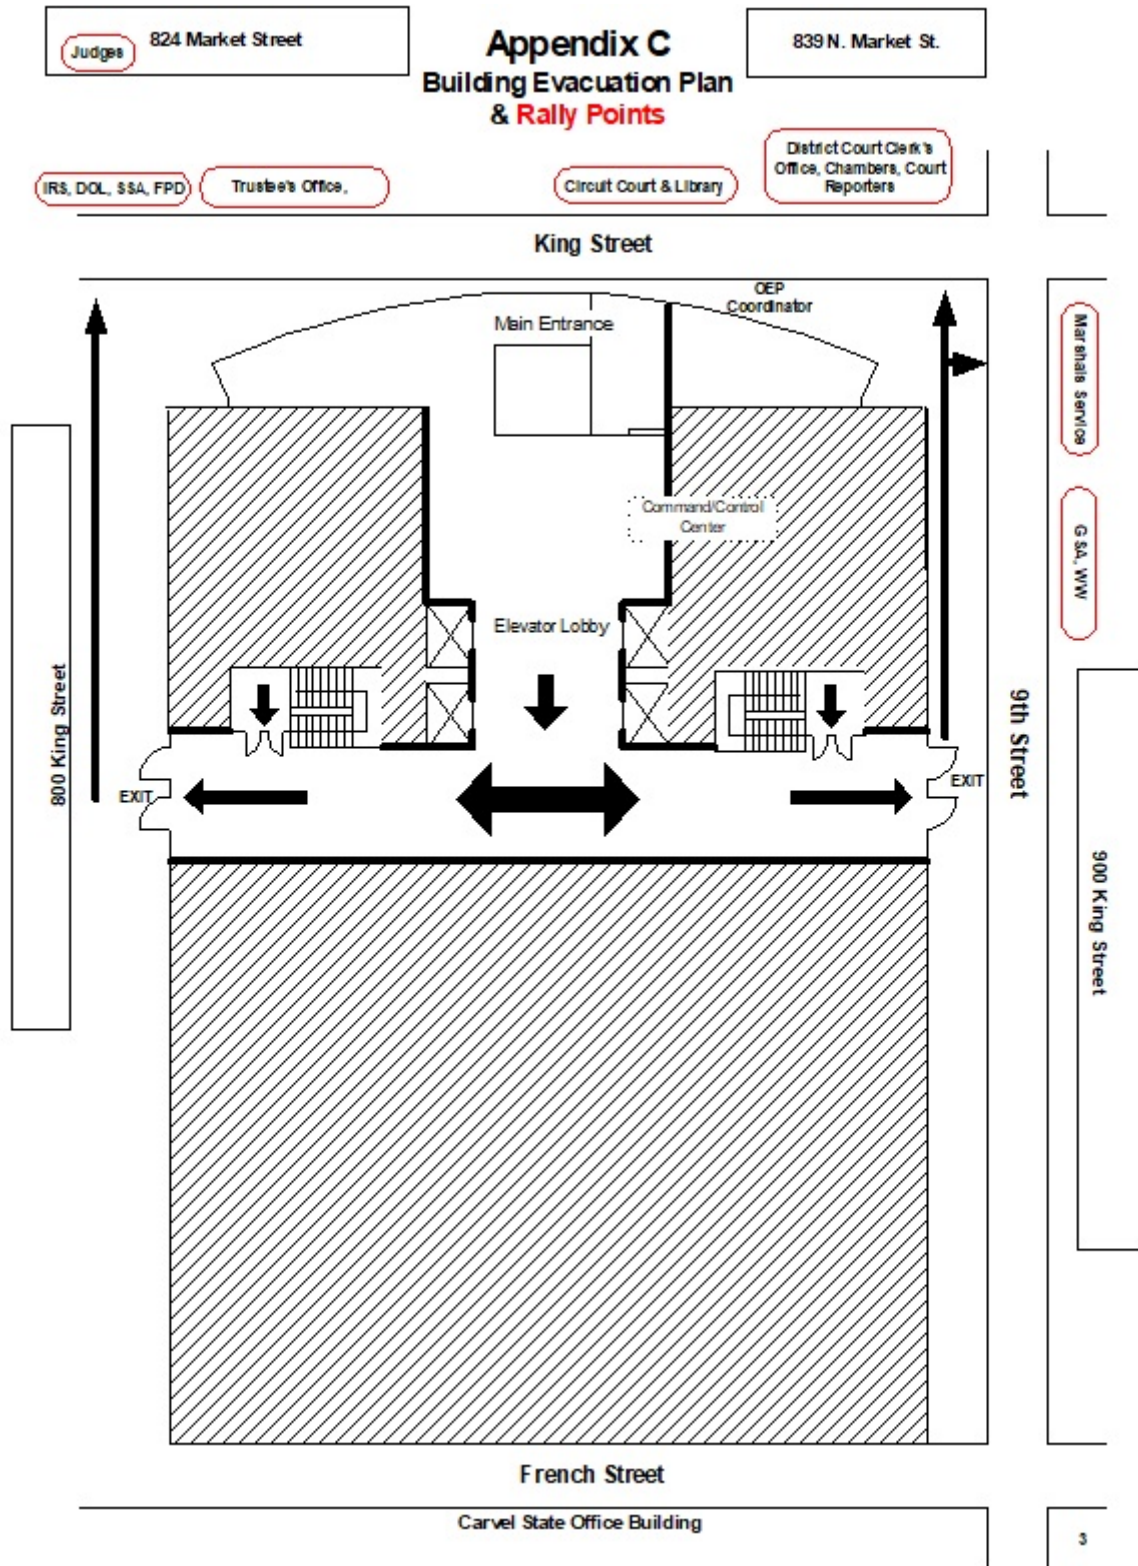 Judges
824 Market Street
Appendix C
Building Evacuation Plan
& Rally Points
839 N. Market St.
IRS, DOL, SSA, FPD
Trustee's Office,
Circuit Court & Library
District Court Clerk's
Office, Chambers, Court
Reporters
King Street
OEP
Coordinator
Main Entrance
Marshals Service
Command/Control
Center
GSA, WW
Elevator Lobby
800 King Street
9th Street
EXIT
EXIT
900 King Street
French Street
Carvel State Office Building
3